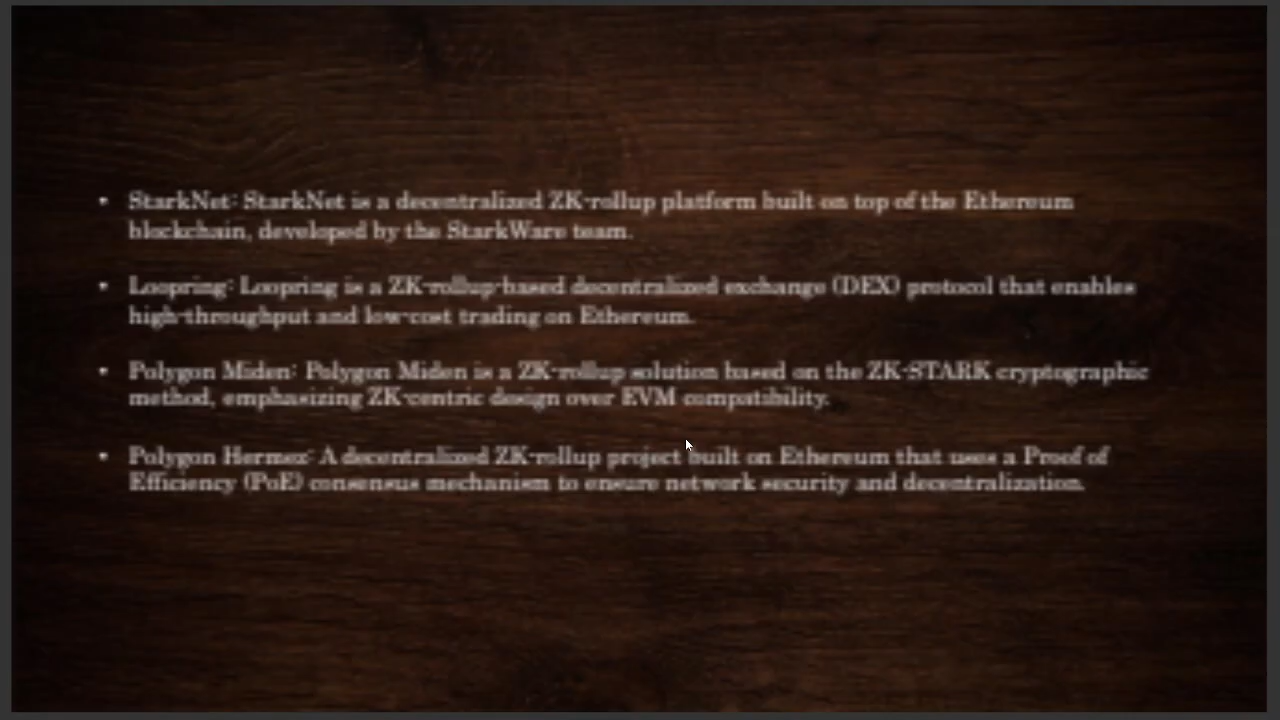 • StarkNet: StarkNet is a decentralized ZK-rollup platform built on top of the Ethereum
blockchain, developed by the StarkWare team.
• Loopring: Loopring is a ZK-rollup-based decentralized exchange (DEX) protocol that enables
high-throughput and low-cost trading on Ethereum.
• Polygon Miden: Polygon Miden is a ZK-rollup solution based on the ZK-STARK cryptographic
method, emphasizing ZK-centric design over EVM compatibility.
• Polygon Hermez: A decentralized ZK-rollup project built on Ethereum that uses a Proof of
Efficiency (PoE) consensus mechanism to ensure network security and decentralization.